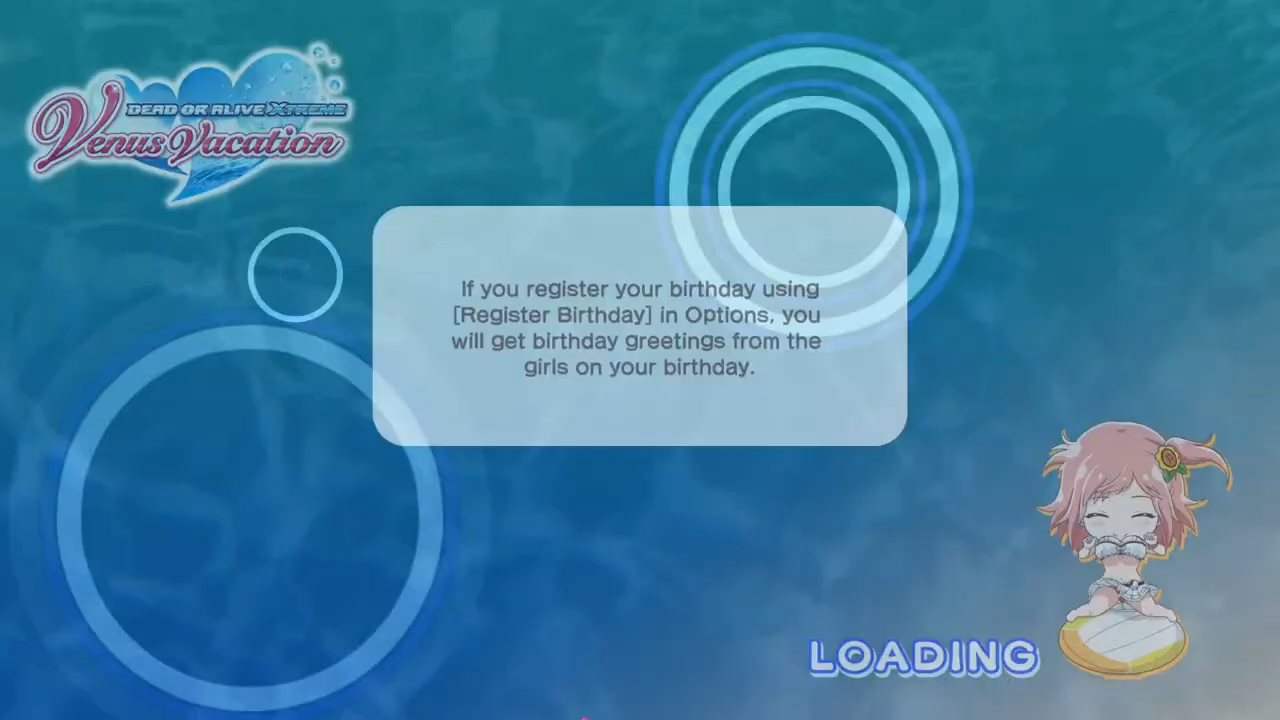 DEAD OR ALIVE XTREME
Venus Vacation
If you register your birthday using
[Register Birthday] in Options, you
will get birthday greetings from the
girls on your birthday.
LOADING